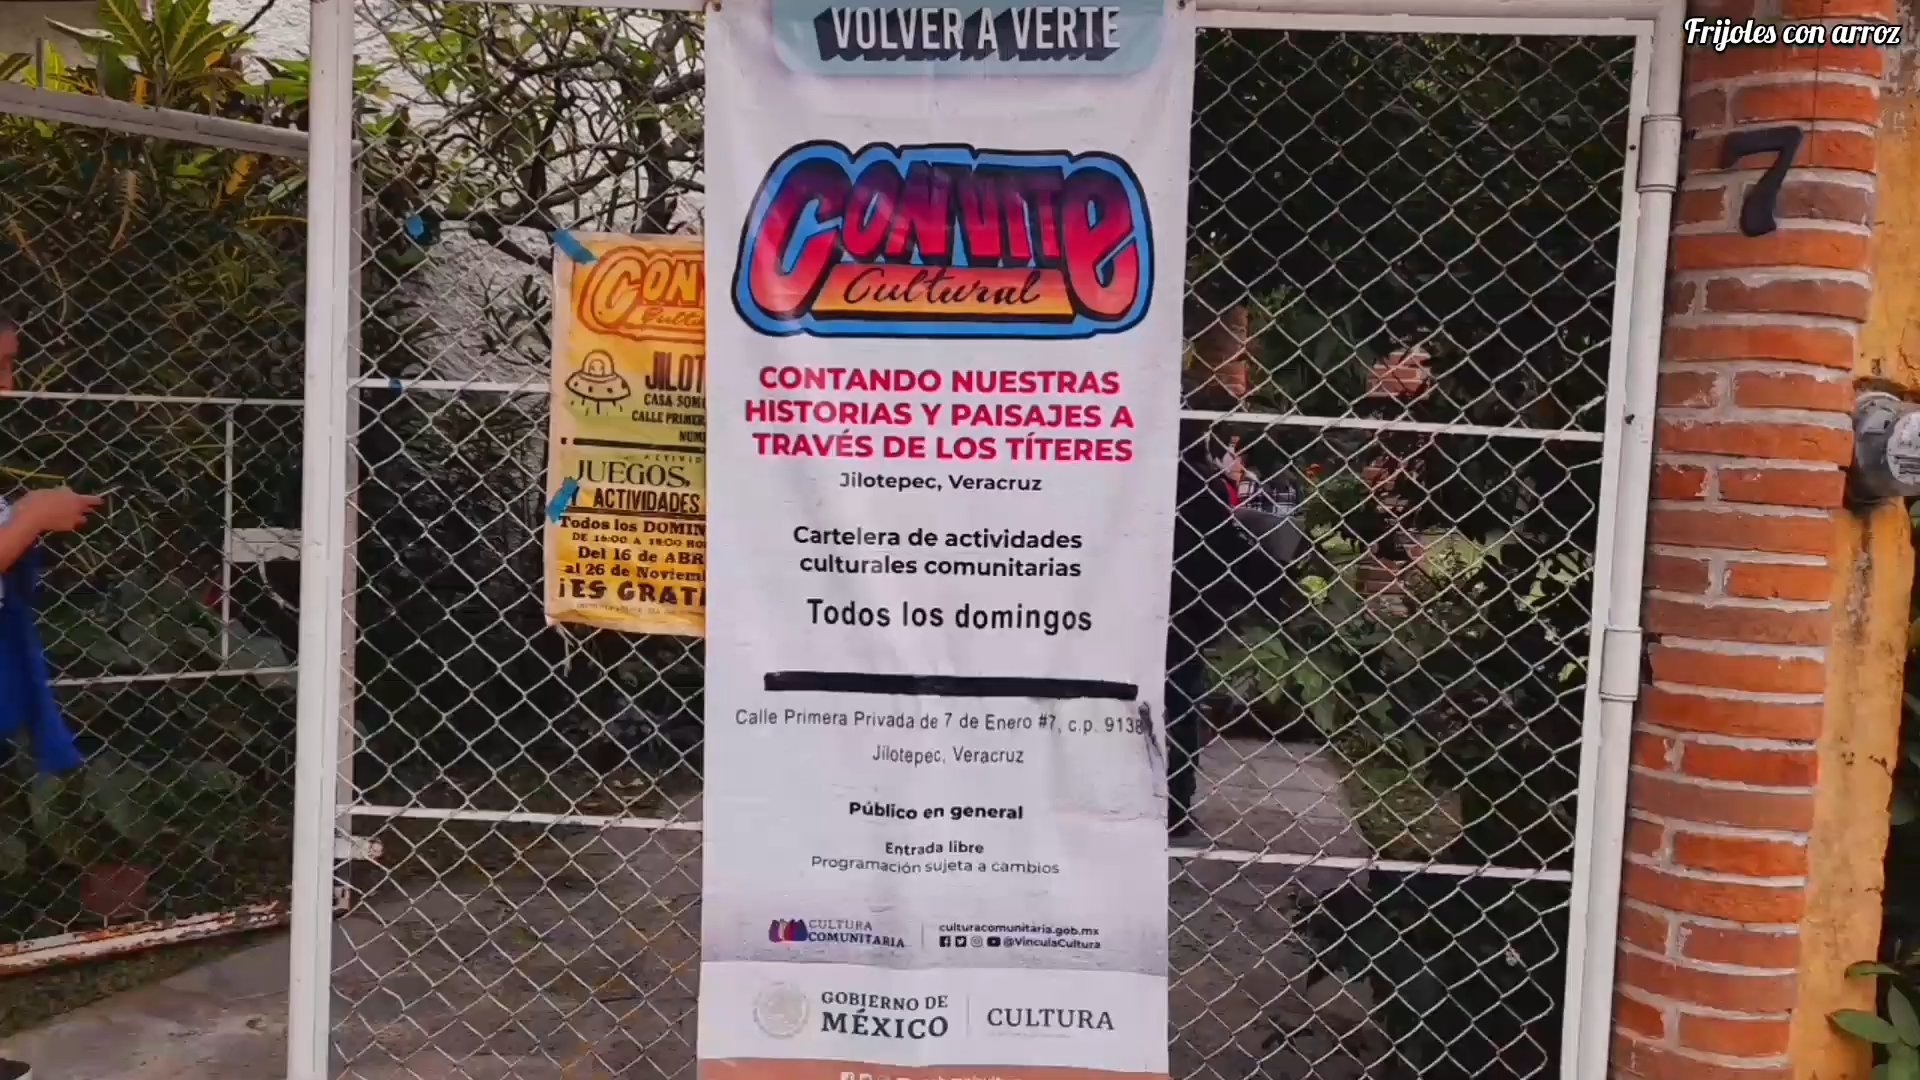 Frijoles con arroz
VOLVER A VERTE
CONVITE
Cultural
CONTANDO NUESTRAS
HISTORIAS Y PAISAJES A
TRAVÉS DE LOS TÍTERES
Jilotepec, Veracruz
Cartelera de actividades
culturales comunitarias
Todos los domingos
Calle Primera Privada de 7 de Enero #7, c.p. 9138
Jilotepec, Veracruz
Público en general
Entrada libre
Programación sujeta a cambios
CULTURA
COMUNITARIA
culturacomunitaria.gob.mx
@VinculaCultura
GOBIERNO DE
MÉXICO
CULTURA
CON
JILOT
CASA SOM
CALLE PRIMER
NUM
JUEGOS,
Y ACTIVIDADES
Todos los DOMIN
DE 16:00 A 18:00 HO
Del 16 de ABR
al 26 de Noviem
¡ES GRAT
7